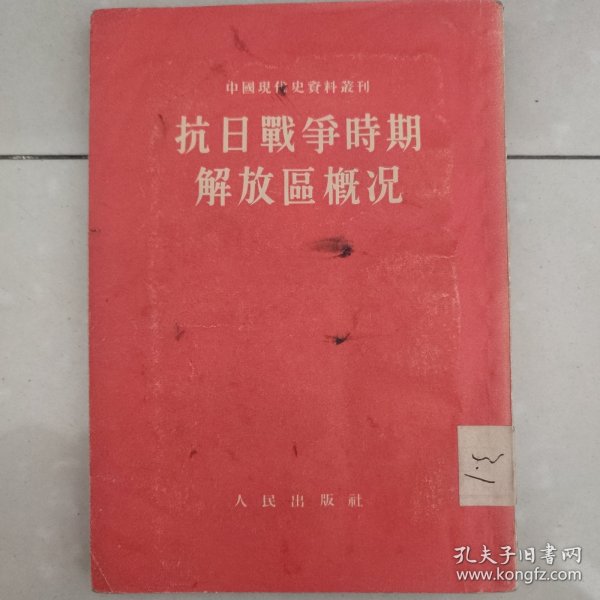 中國現代史資料叢刊
抗日戰爭時期
解放區概况
人民出版社
孔夫子旧书网
www.kongfz.com